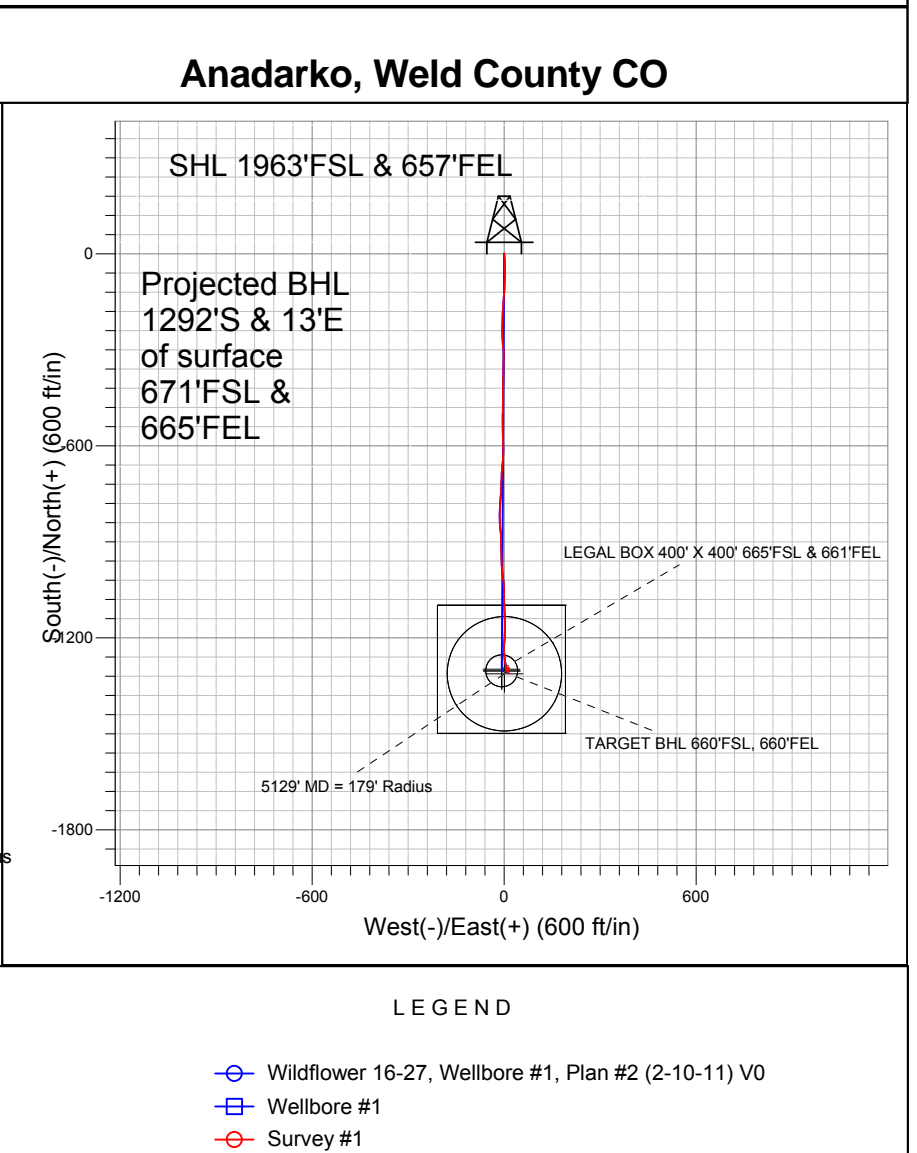 Anadarko, Weld County CO
SHL 1963'FSL & 657'FEL
0
Projected BHL
1292'S & 13'E
of surface
671'FSL &
665'FEL
South(-)/North(+) (600 ft/in)
-600
LEGAL BOX 400' X 400' 665'FSL & 661'FEL
-1200
TARGET BHL 660'FSL, 660'FEL
5129' MD = 179' Radius
-1800
s
-1200
-600
0
600
West(-)/East(+) (600 ft/in)
L E G E N D
Wildflower 16-27, Wellbore #1, Plan #2 (2-10-11) V0
Wellbore #1
Survey #1